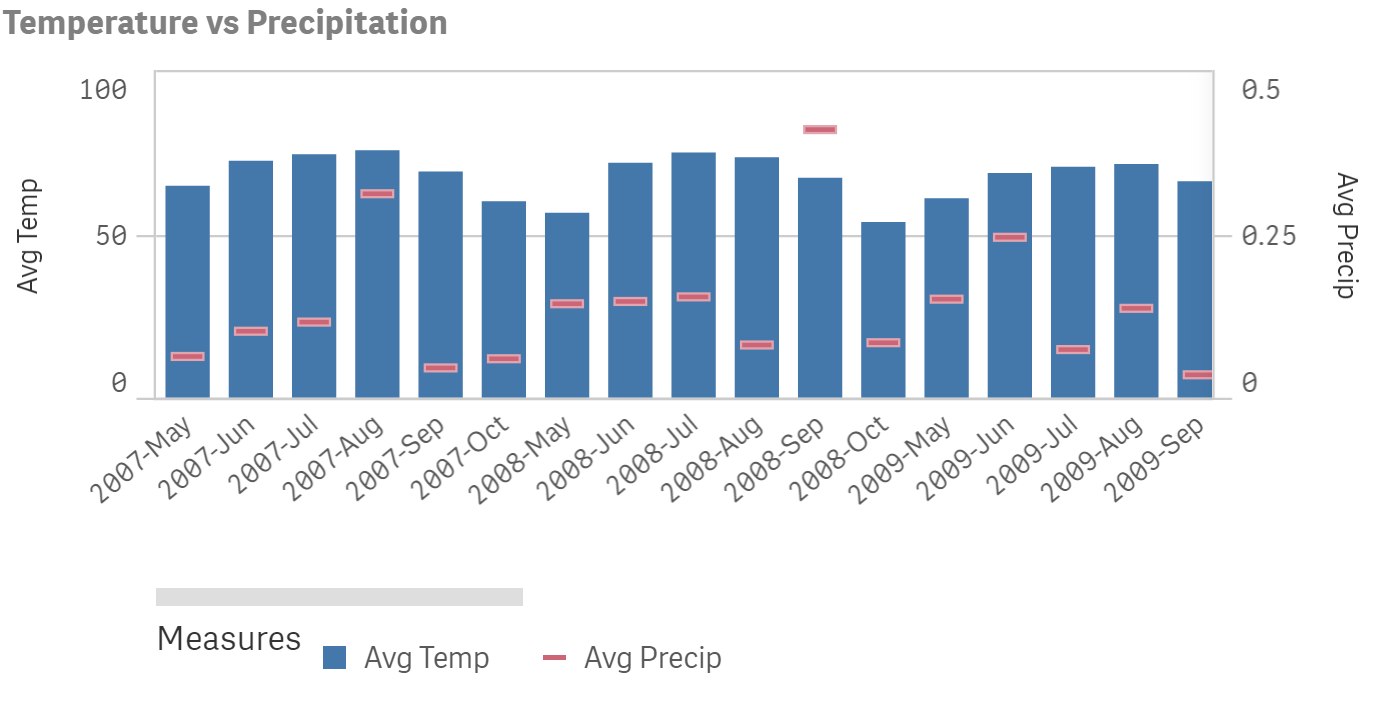 Temperature vs Precipitation
100
50
0
Avg Temp
0.5
0.25
0
Avg Precip
2007-May
2007-Jun
2007-Jul
2007-Aug
2007-Sep
2007-Oct
2008-May
2008-Jun
2008-Jul
2008-Aug
2008-Sep
2008-Oct
2009-May
2009-Jun
2009-Jul
2009-Aug
2009-Sep
Measures
Avg Temp
Avg Precip